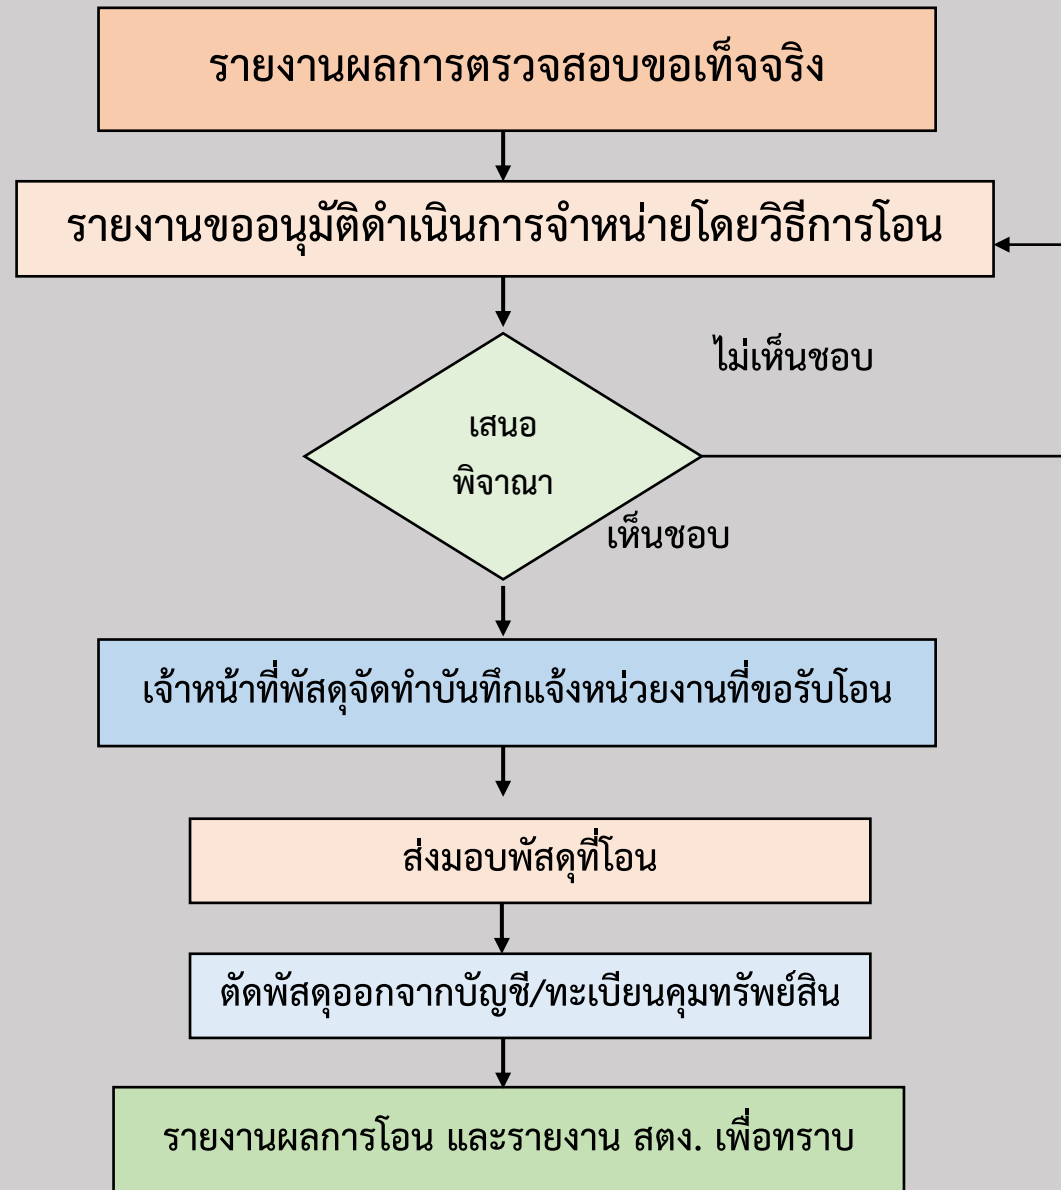 รายงานผลการตรวจสอบขอเท็จจริง
รายงานขออนุมัติดำเนินการจำหน่ายโดยวิธีการโอน
ไม่เห็นชอบ
เสนอ
พิจาณา
เห็นชอบ
เจ้าหน้าที่พัสดุจัดทำบันทึกแจ้งหน่วยงานที่ขอรับโอน
ส่งมอบพัสดุที่โอน
ตัดพัสดุออกจากบัญชี/ทะเบียนคุมทรัพย์สิน
รายงานผลการโอน และรายงาน สตง. เพื่อทราบ